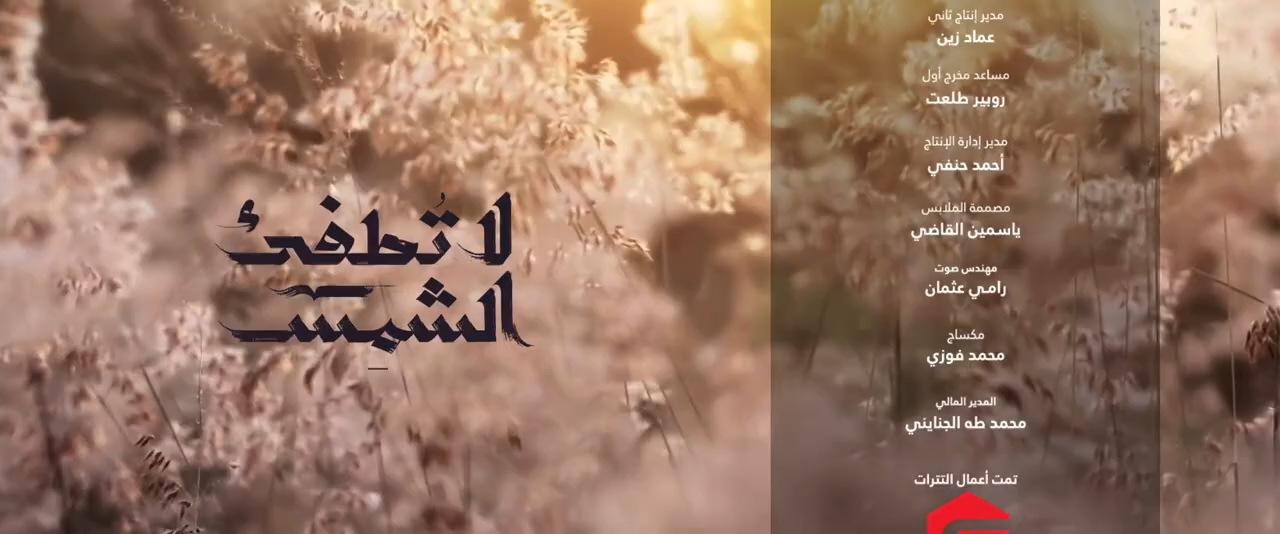 لا تُطفئ
الشمس
مدير إنتاج ثاني
عماد زين
مساعد مخرج أول
روبير طلعت
مدير إدارة الإنتاج
أحمد حنفي
مصممة الملابس
ياسمين القاضي
مهندس صوت
رامي عثمان
مكساج
محمد فوزي
المدير المالي
محمد طه الجنايني
تمت أعمال التترات